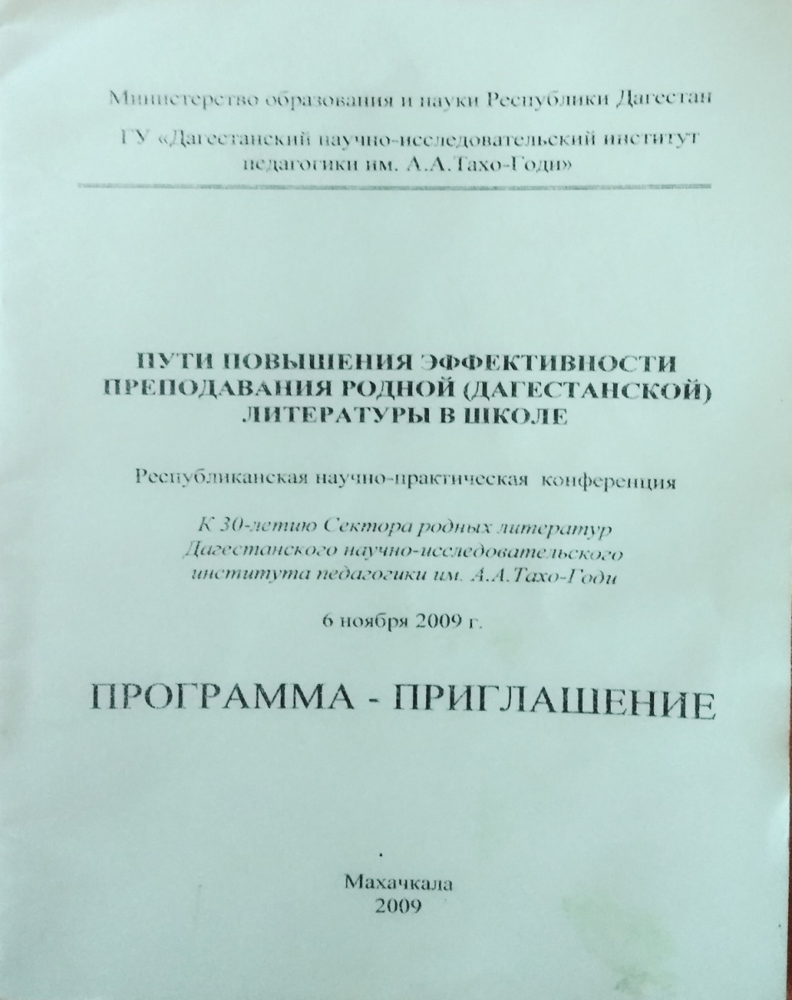 Министерство образования и науки Республики Дагестан
ГУ «Дагестанский научно-исследовательский институт
педагогики им. А.А.Тахо-Годи»
ПУТИ ПОВЫШЕНИЯ ЭФФЕКТИВНОСТИ
ПРЕПОДАВАНИЯ РОДНОЙ (ДАГЕСТАНСКОЙ)
ЛИТЕРАТУРЫ В ШКОЛЕ
Республиканская научно-практическая конференция
К 30-летию Сектора родных литератур
Дагестанского научно-исследовательского
института педагогики им. А.А.Тахо-Годи
6 ноября 2009 г.
ПРОГРАММА - ПРИГЛАШЕНИЕ
Махачкала
2009